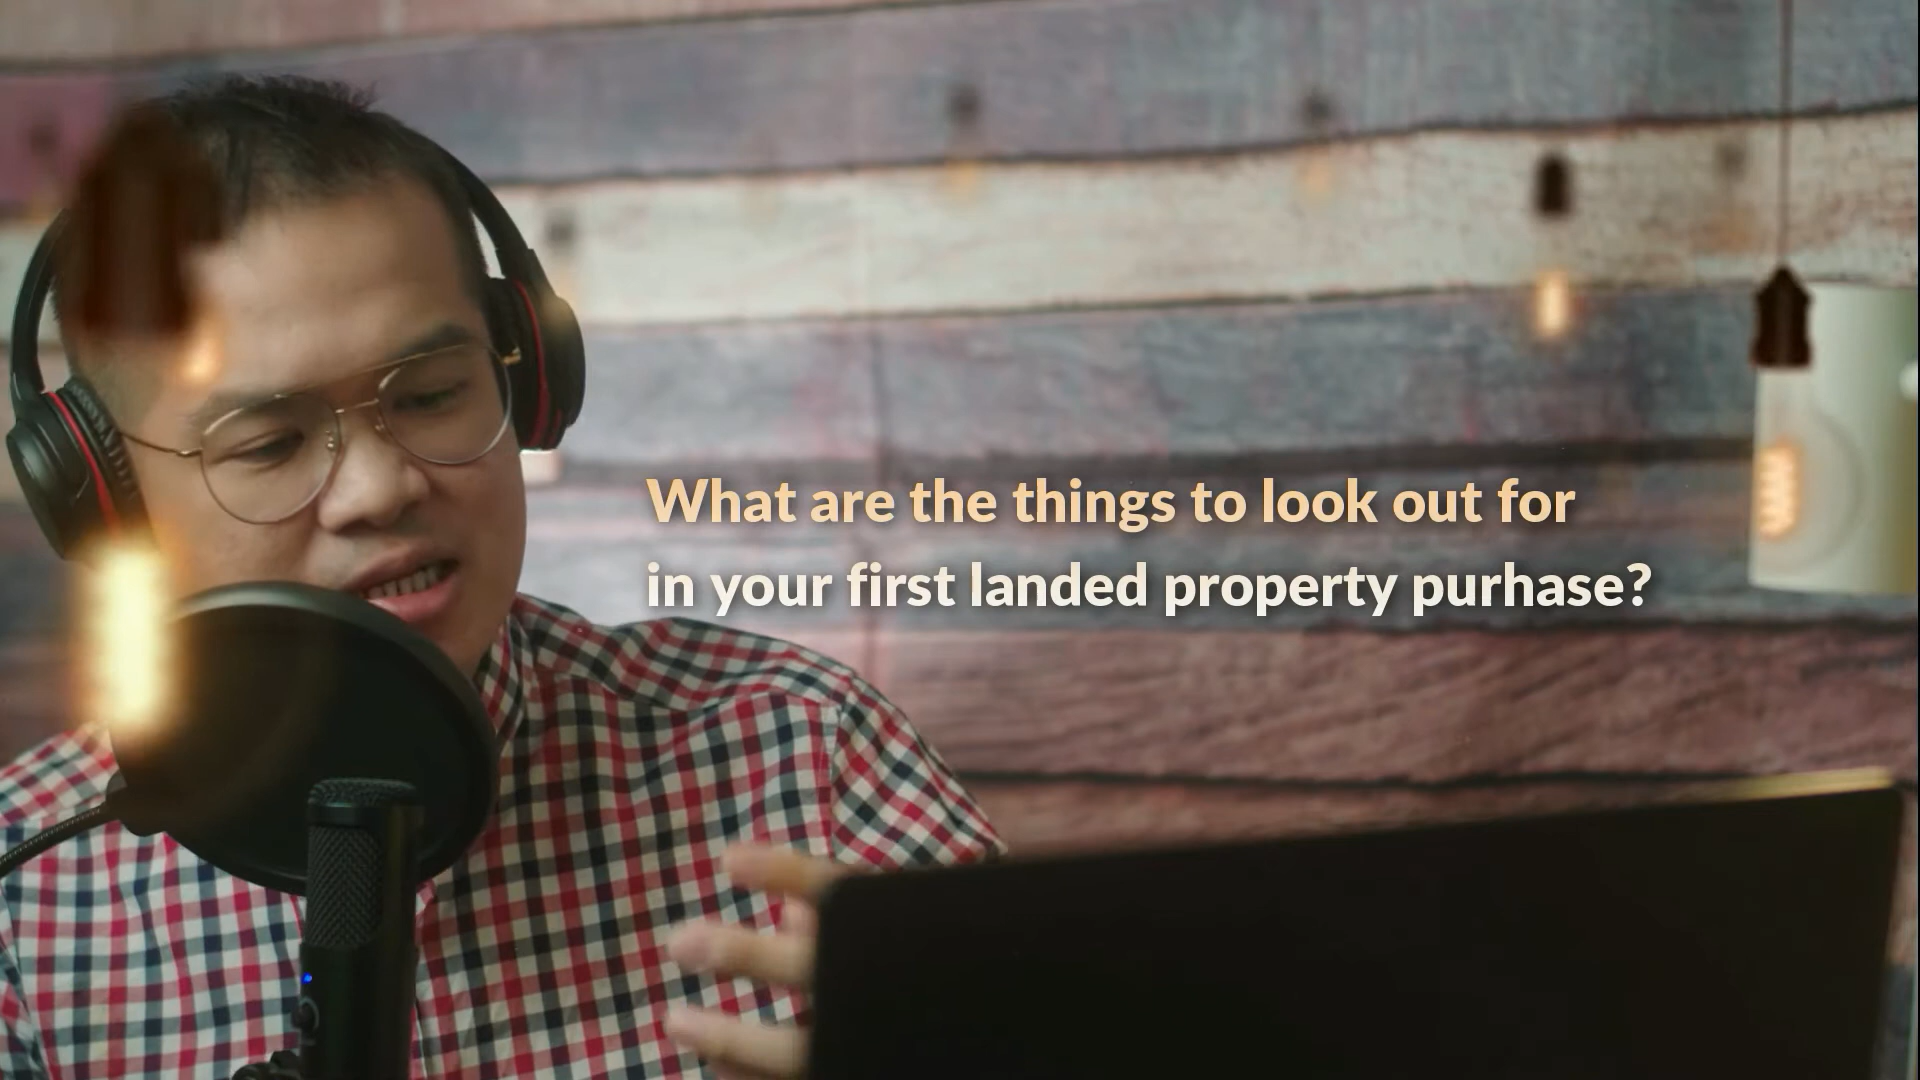 What are the things to look out for
in your first landed property purhase?